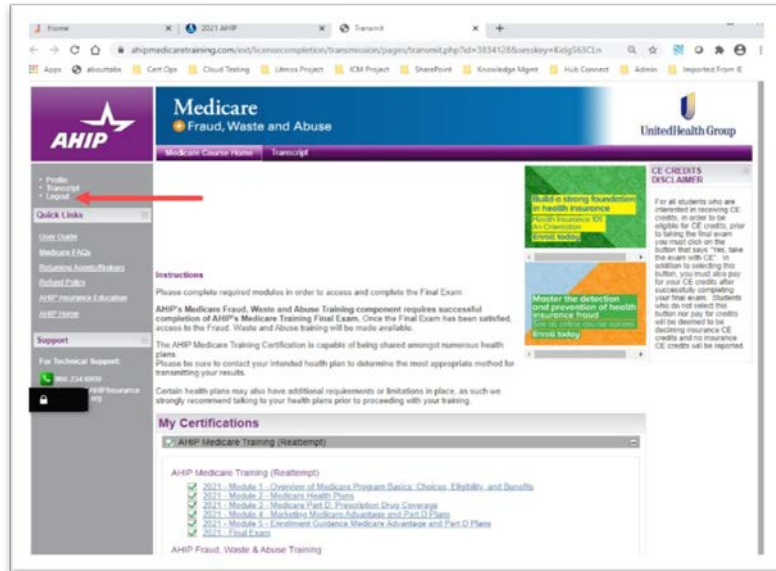 Home
2021 AHIP
Transmit
ahipmedicaretraining.com/ext/licensecompletion/transmission/pages/transmit.php?id=3834128&sesskey=
Apps
abouttabs
Cert Ops
Cloud Testing
Litmos Project
ICM Project
SharePoint
Knowledge Mgmt
Hub Connect
Admin
Imported From IE
AHIP
Medicare
Fraud, Waste and Abuse
UnitedHealth Group
Medicare Course Home
Transcript
Profile
Transcript
Logout
Quick Links
User Guide
Medicare FAQs
Returning Agents/Brokers
Refund Policy
AHIP Insurance Education
AHIP Home
Support
For Technical Support:
866.234.6909
AHIPInsurance
org
Build a strong foundation
in health insurance
Health Insurance 101
An Orientation
Enroll today
Master the detection
and prevention of health
insurance fraud
See all online course options
Enroll today
CE CREDITS
DISCLAIMER
For all students who are
interested in receiving CE
credits, in order to be
eligible for CE credits, prior
to taking the final exam
you must click on the
button that says "Yes, take
the exam with CE". In
addition to selecting this
button, you must also pay
for your CE credits after
successfully completing
your final exam. Students
who do not select this
button nor pay for credits
will be deemed to be
declining insurance CE
credits and no insurance
CE credits will be reported
Instructions
Please complete required modules in order to access and complete the Final Exam.
AHIP's Medicare Fraud, Waste and Abuse Training component requires successful
completion of AHIP's Medicare Training Final Exam. Once the Final Exam has been satisfied,
access to the Fraud, Waste and Abuse training will be made available.
The AHIP Medicare Training Certification is capable of being shared amongst numerous health
plans.
Please be sure to contact your intended health plan to determine the most appropriate method for
transmitting your results.
Certain health plans may also have additional requirements or limitations in place, as such we
strongly recommend talking to your health plans prior to proceeding with your training.
My Certifications
AHIP Medicare Training (Reattempt)
AHIP Medicare Training (Reattempt)
2021 - Module 1 - Overview of Medicare Program Basics: Choices, Eligibility, and Benefits
2021 - Module 2 - Medicare Health Plans
2021 - Module 3 - Medicare Part D: Prescription Drug Coverage
2021 - Module 4 - Marketing Medicare Advantage and Part D Plans
2021 - Module 5 - Enrollment Guidance Medicare Advantage and Part D Plans
2021 - Final Exam
AHIP Fraud, Waste & Abuse Training